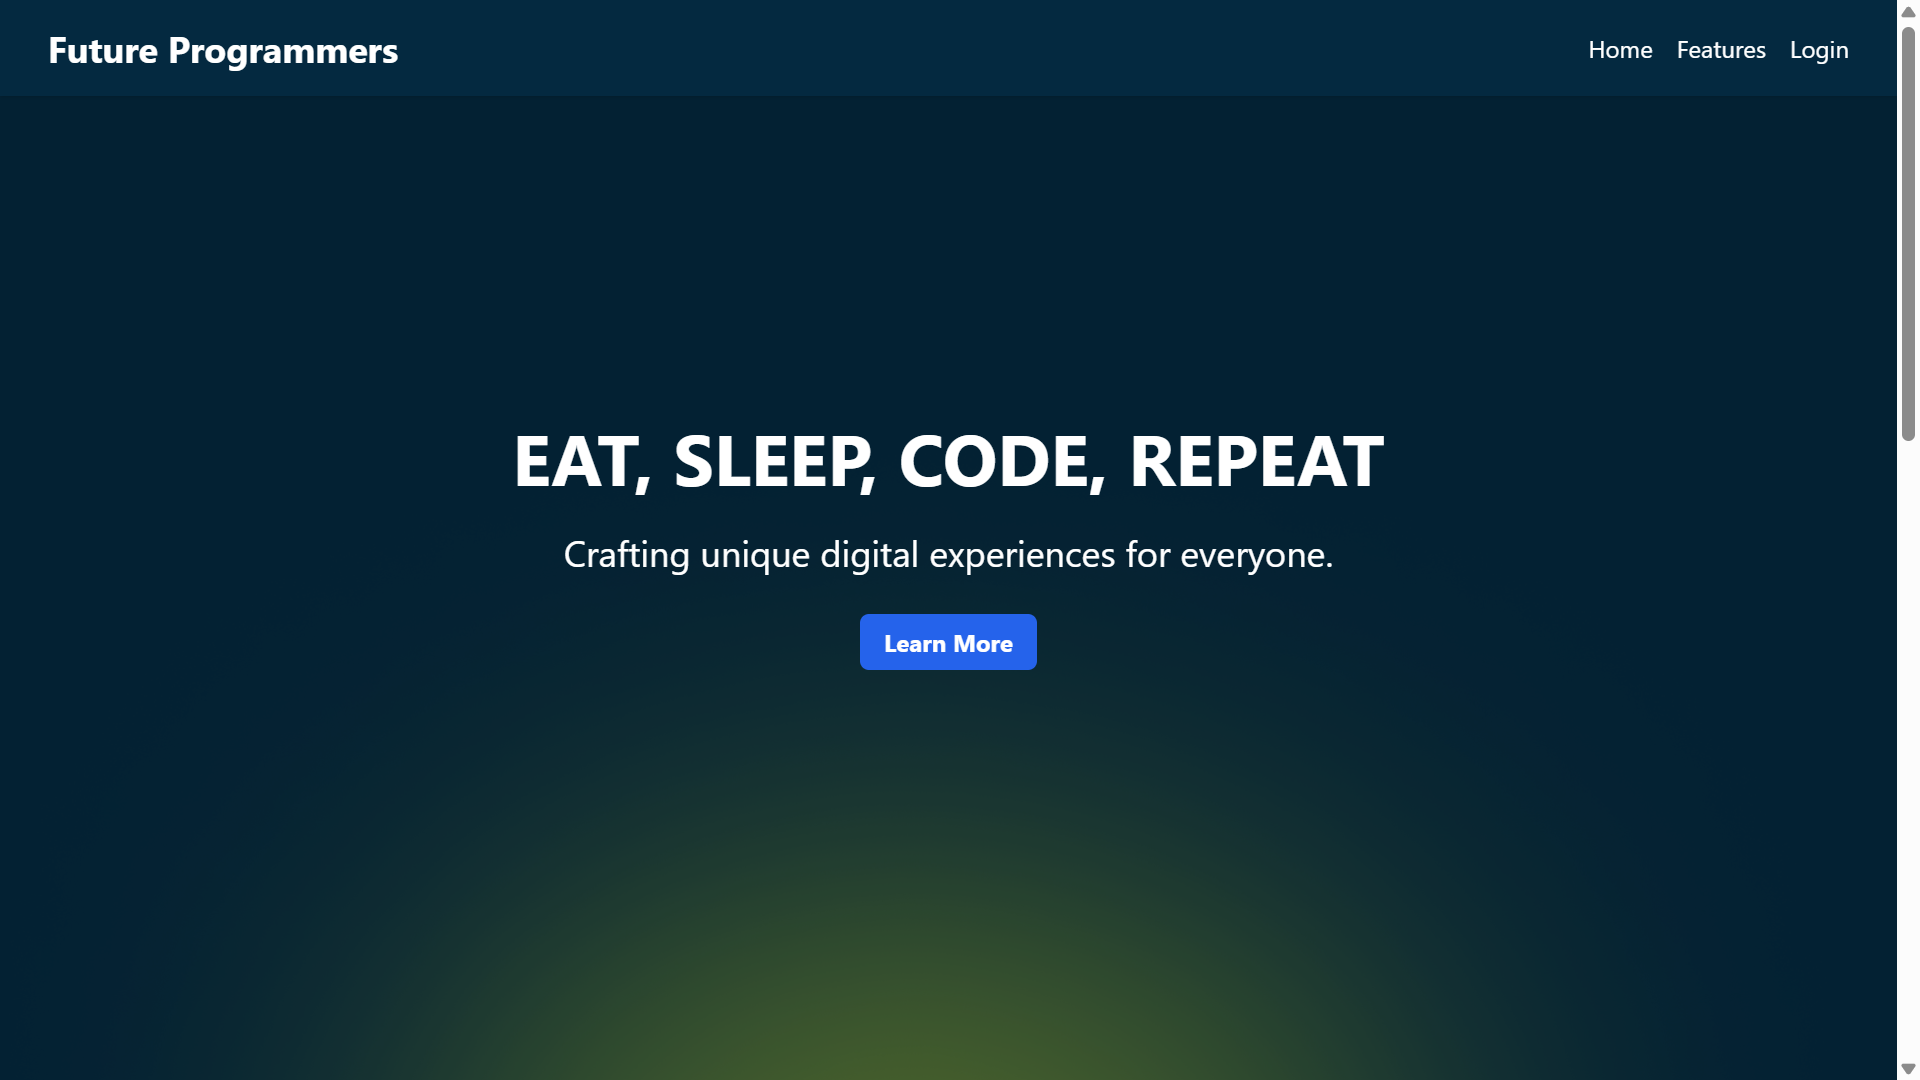 Future Programmers
Home Features Login
EAT, SLEEP, CODE, REPEAT
Crafting unique digital experiences for everyone.
Learn More